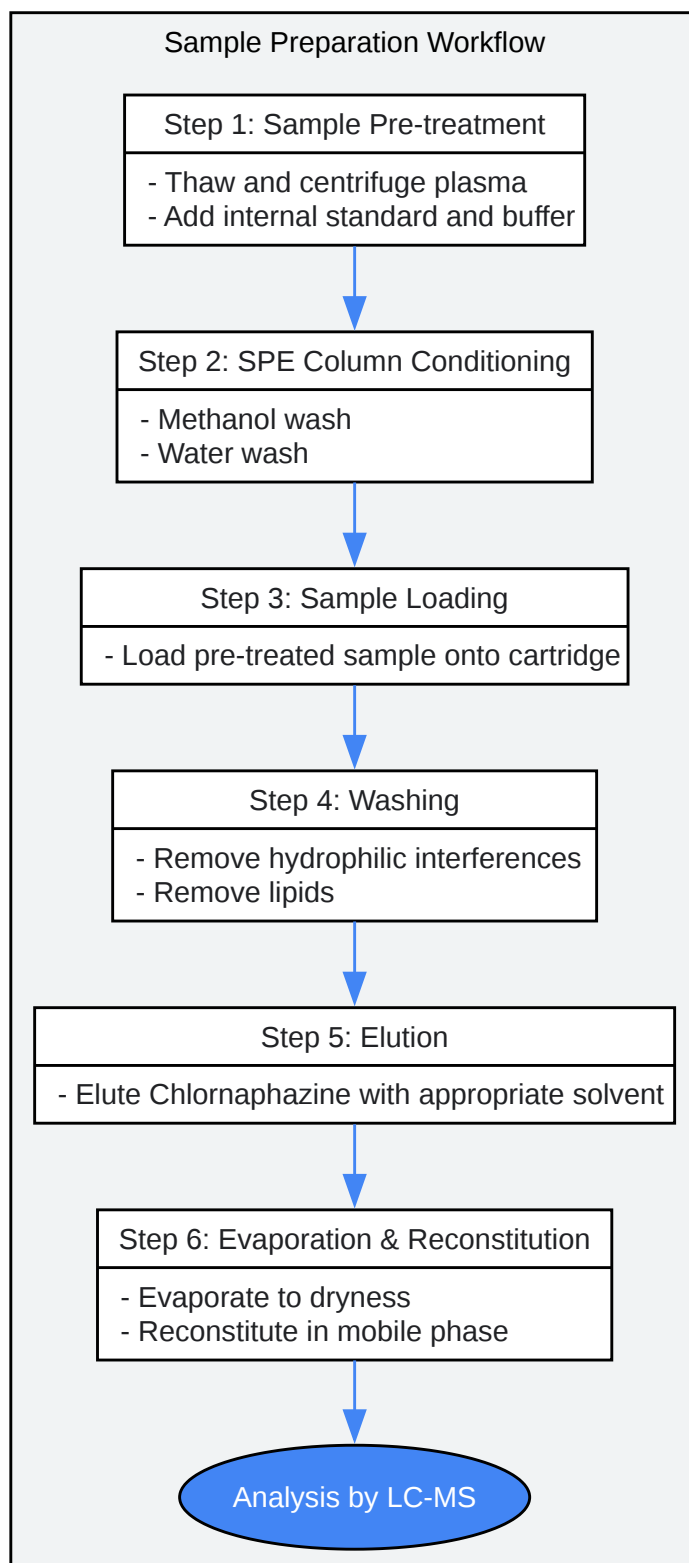 Sample Preparation Workflow
Step 1: Sample Pre-treatment
- Thaw and centrifuge plasma
- Add internal standard and buffer
Step 2: SPE Column Conditioning
- Methanol wash
- Water wash
Step 3: Sample Loading
- Load pre-treated sample onto cartridge
Step 4: Washing
- Remove hydrophilic interferences
- Remove lipids
Step 5: Elution
- Elute Chlornaphazine with appropriate solvent
Step 6: Evaporation & Reconstitution
- Evaporate to dryness
- Reconstitute in mobile phase
Analysis by LC-MS